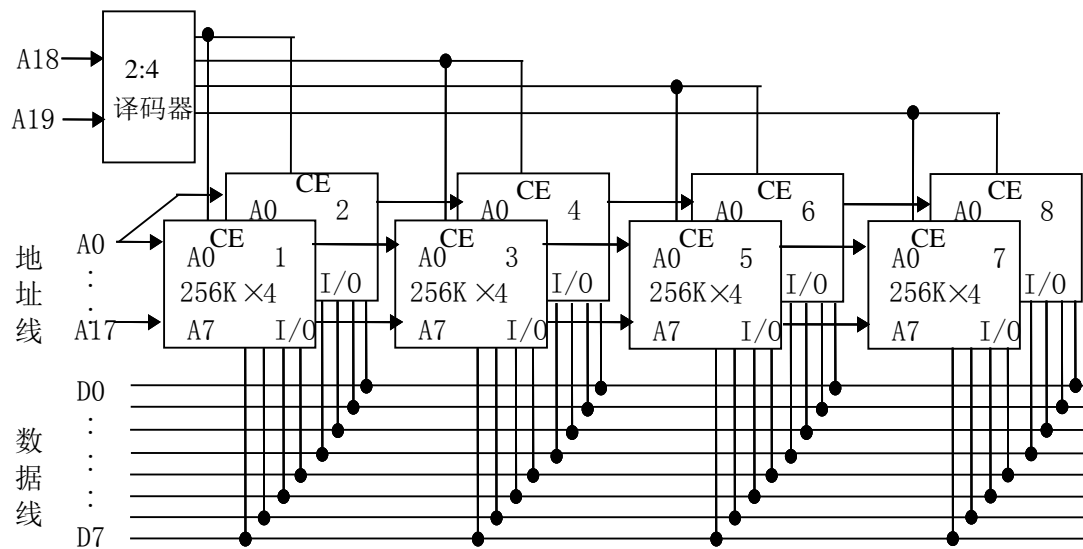 A18
2:4
译码器
A19
CE
A0 2
I/O
CE
A0 4
I/O
CE
A0 6
I/O
CE
A0 8
I/O
地址线
A0
⋮
A17
CE
A0 1
256K×4
A7 I/O
CE
A0 3
256K×4
A7 I/O
CE
A0 5
256K×4
A7 I/O
CE
A0 7
256K×4
A7 I/O
数据线
D0
⋮
D7